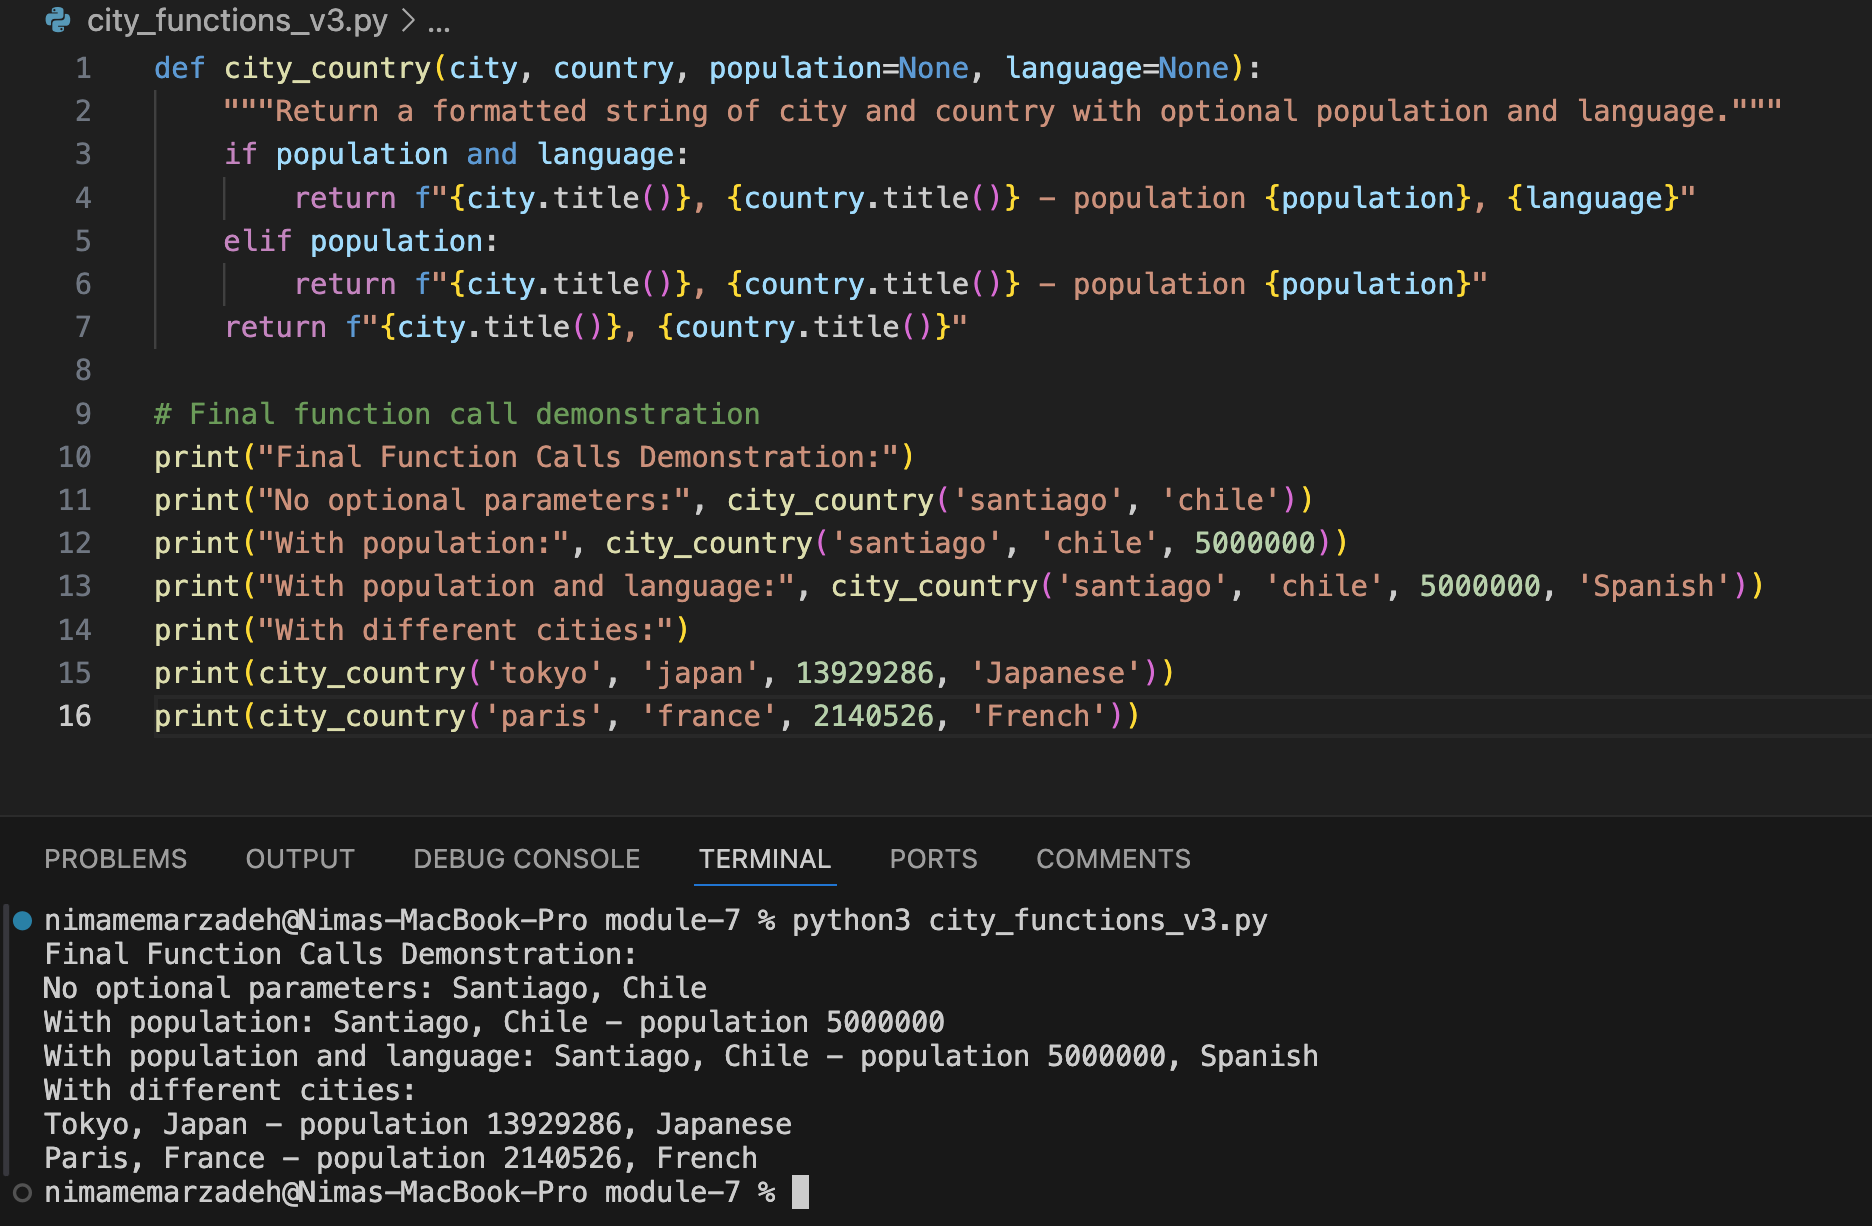 city_functions_v3.py > ...
1 def city_country(city, country, population=None, language=None):
2     """Return a formatted string of city and country with optional population and language."""
3     if population and language:
4         return f"{city.title()}, {country.title()} - population {population}, {language}"
5     elif population:
6         return f"{city.title()}, {country.title()} - population {population}"
7     return f"{city.title()}, {country.title()}"
8
9 # Final function call demonstration
10 print("Final Function Calls Demonstration:")
11 print("No optional parameters:", city_country('santiago', 'chile'))
12 print("With population:", city_country('santiago', 'chile', 5000000))
13 print("With population and language:", city_country('santiago', 'chile', 5000000, 'Spanish'))
14 print("With different cities:")
15 print(city_country('tokyo', 'japan', 13929286, 'Japanese'))
16 print(city_country('paris', 'france', 2140526, 'French'))
PROBLEMS OUTPUT DEBUG CONSOLE TERMINAL PORTS COMMENTS
nimamemarzadeh@Nimas-MacBook-Pro module-7 % python3 city_functions_v3.py
Final Function Calls Demonstration:
No optional parameters: Santiago, Chile
With population: Santiago, Chile - population 5000000
With population and language: Santiago, Chile - population 5000000, Spanish
With different cities:
Tokyo, Japan - population 13929286, Japanese
Paris, France - population 2140526, French
nimamemarzadeh@Nimas-MacBook-Pro module-7 %